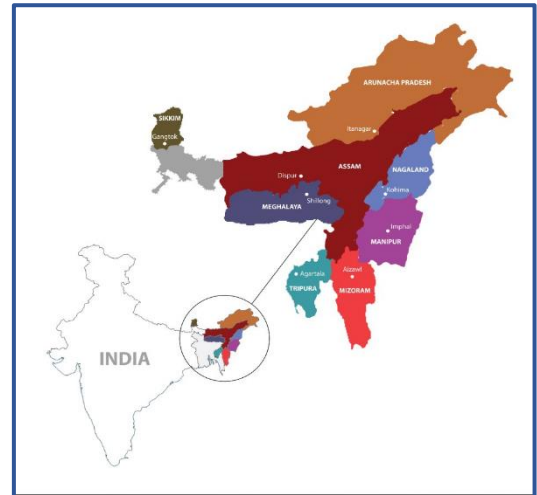 ARUNACHA PRADESH
SIKKIM
Gangtok
Itanagar
ASSAM
Dispur
NAGALAND
Kohima
MEGHALAYA
Shillong
Imphal
MANIPUR
Agartala
Aizawl
TRIPURA
MIZORAM
INDIA